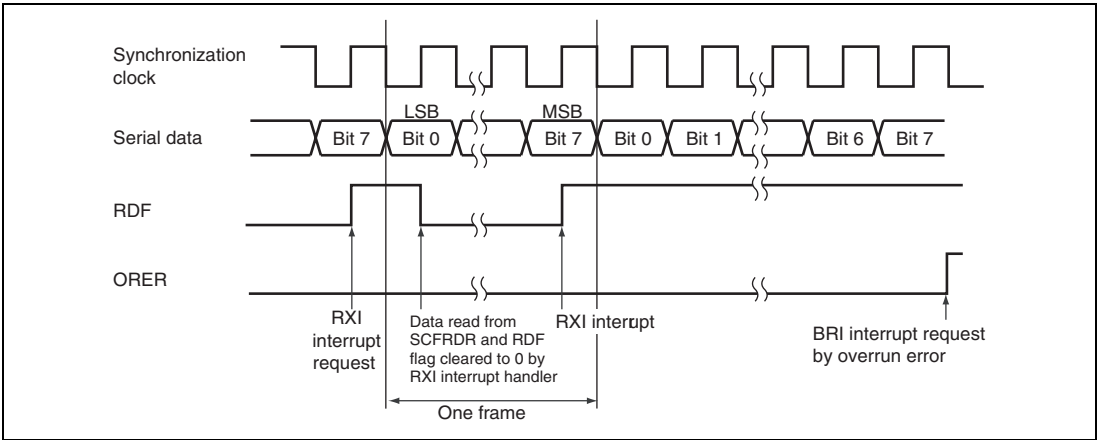 Synchronization
clock
LSB
MSB
Serial data
Bit 7
Bit 0
Bit 7
Bit 0
Bit 1
Bit 6
Bit 7
RDF
ORER
RXI
interrupt
request
Data read from
SCFRDR and RDF
flag cleared to 0 by
RXI interrupt handler
RXI interrupt
BRI interrupt request
by overrun error
One frame